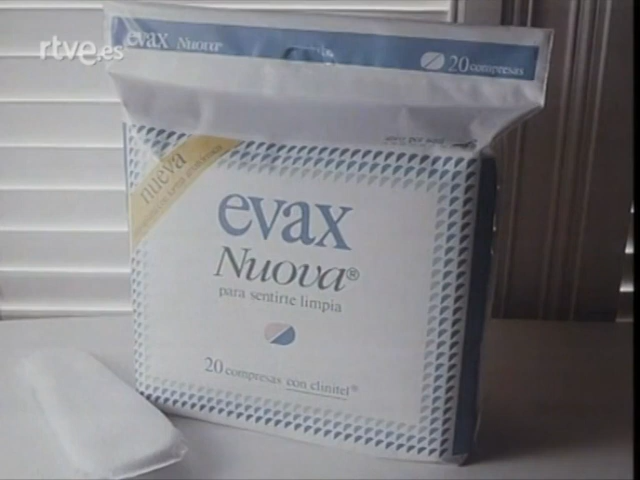 rtve.es
evax Nuova
20 compresas
nueva
evax
Nuova®
para sentirte limpia
20 compresas con clinitel®